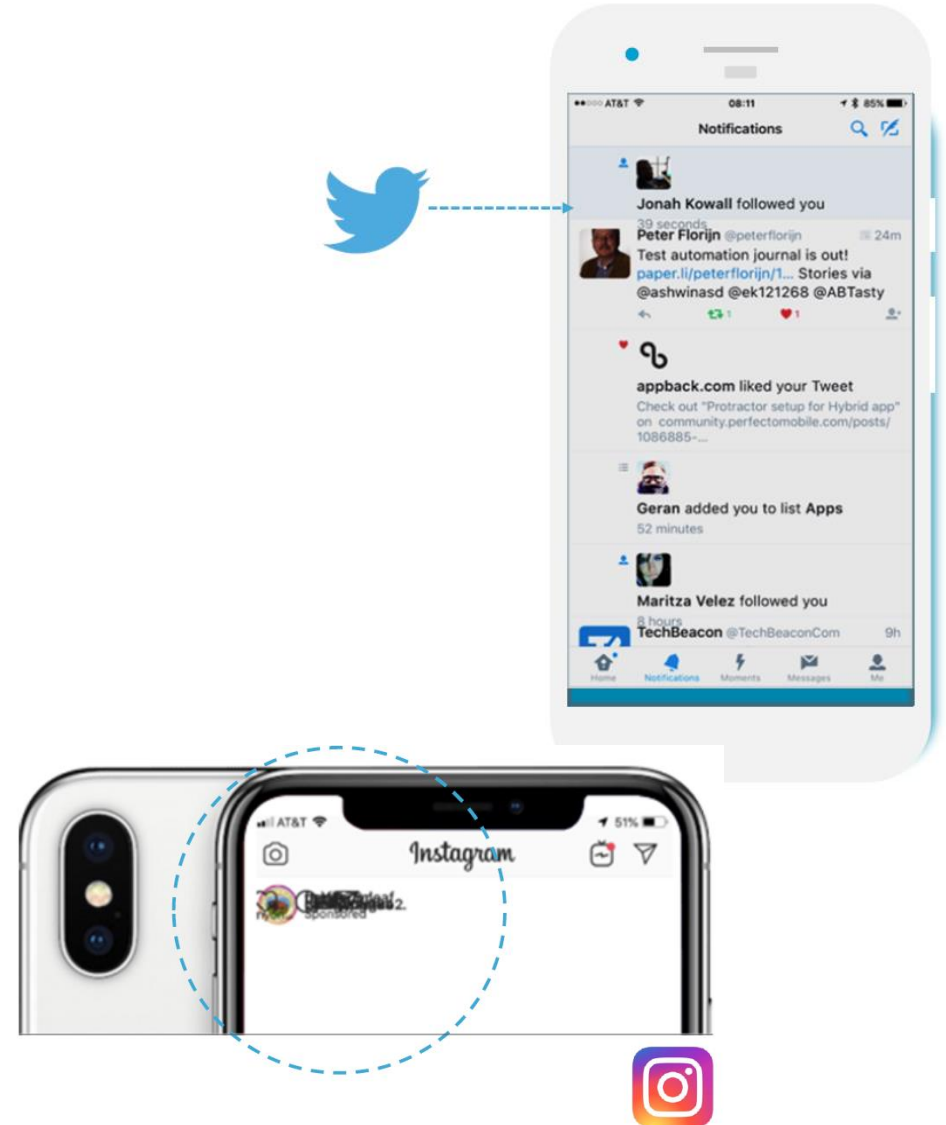 AT&T 08:11 85%
Notifications
Jonah Kowall followed you
39 seconds
Peter Florijn @peterflorijn 24m
Test automation journal is out!
paper.li/peterflorijn/1... Stories via
@ashwinasd @ek121268 @ABTasty
1 1
appback.com liked your Tweet
Check out "Protractor setup for Hybrid app"
on community.perfectomobile.com/posts/
1086885-...
Geran added you to list Apps
52 minutes
Maritza Velez followed you
8 hours
TechBeacon @TechBeaconCom 9h
Home Notifications Moments Messages Me
AT&T 51%
Instagram
Sponsored